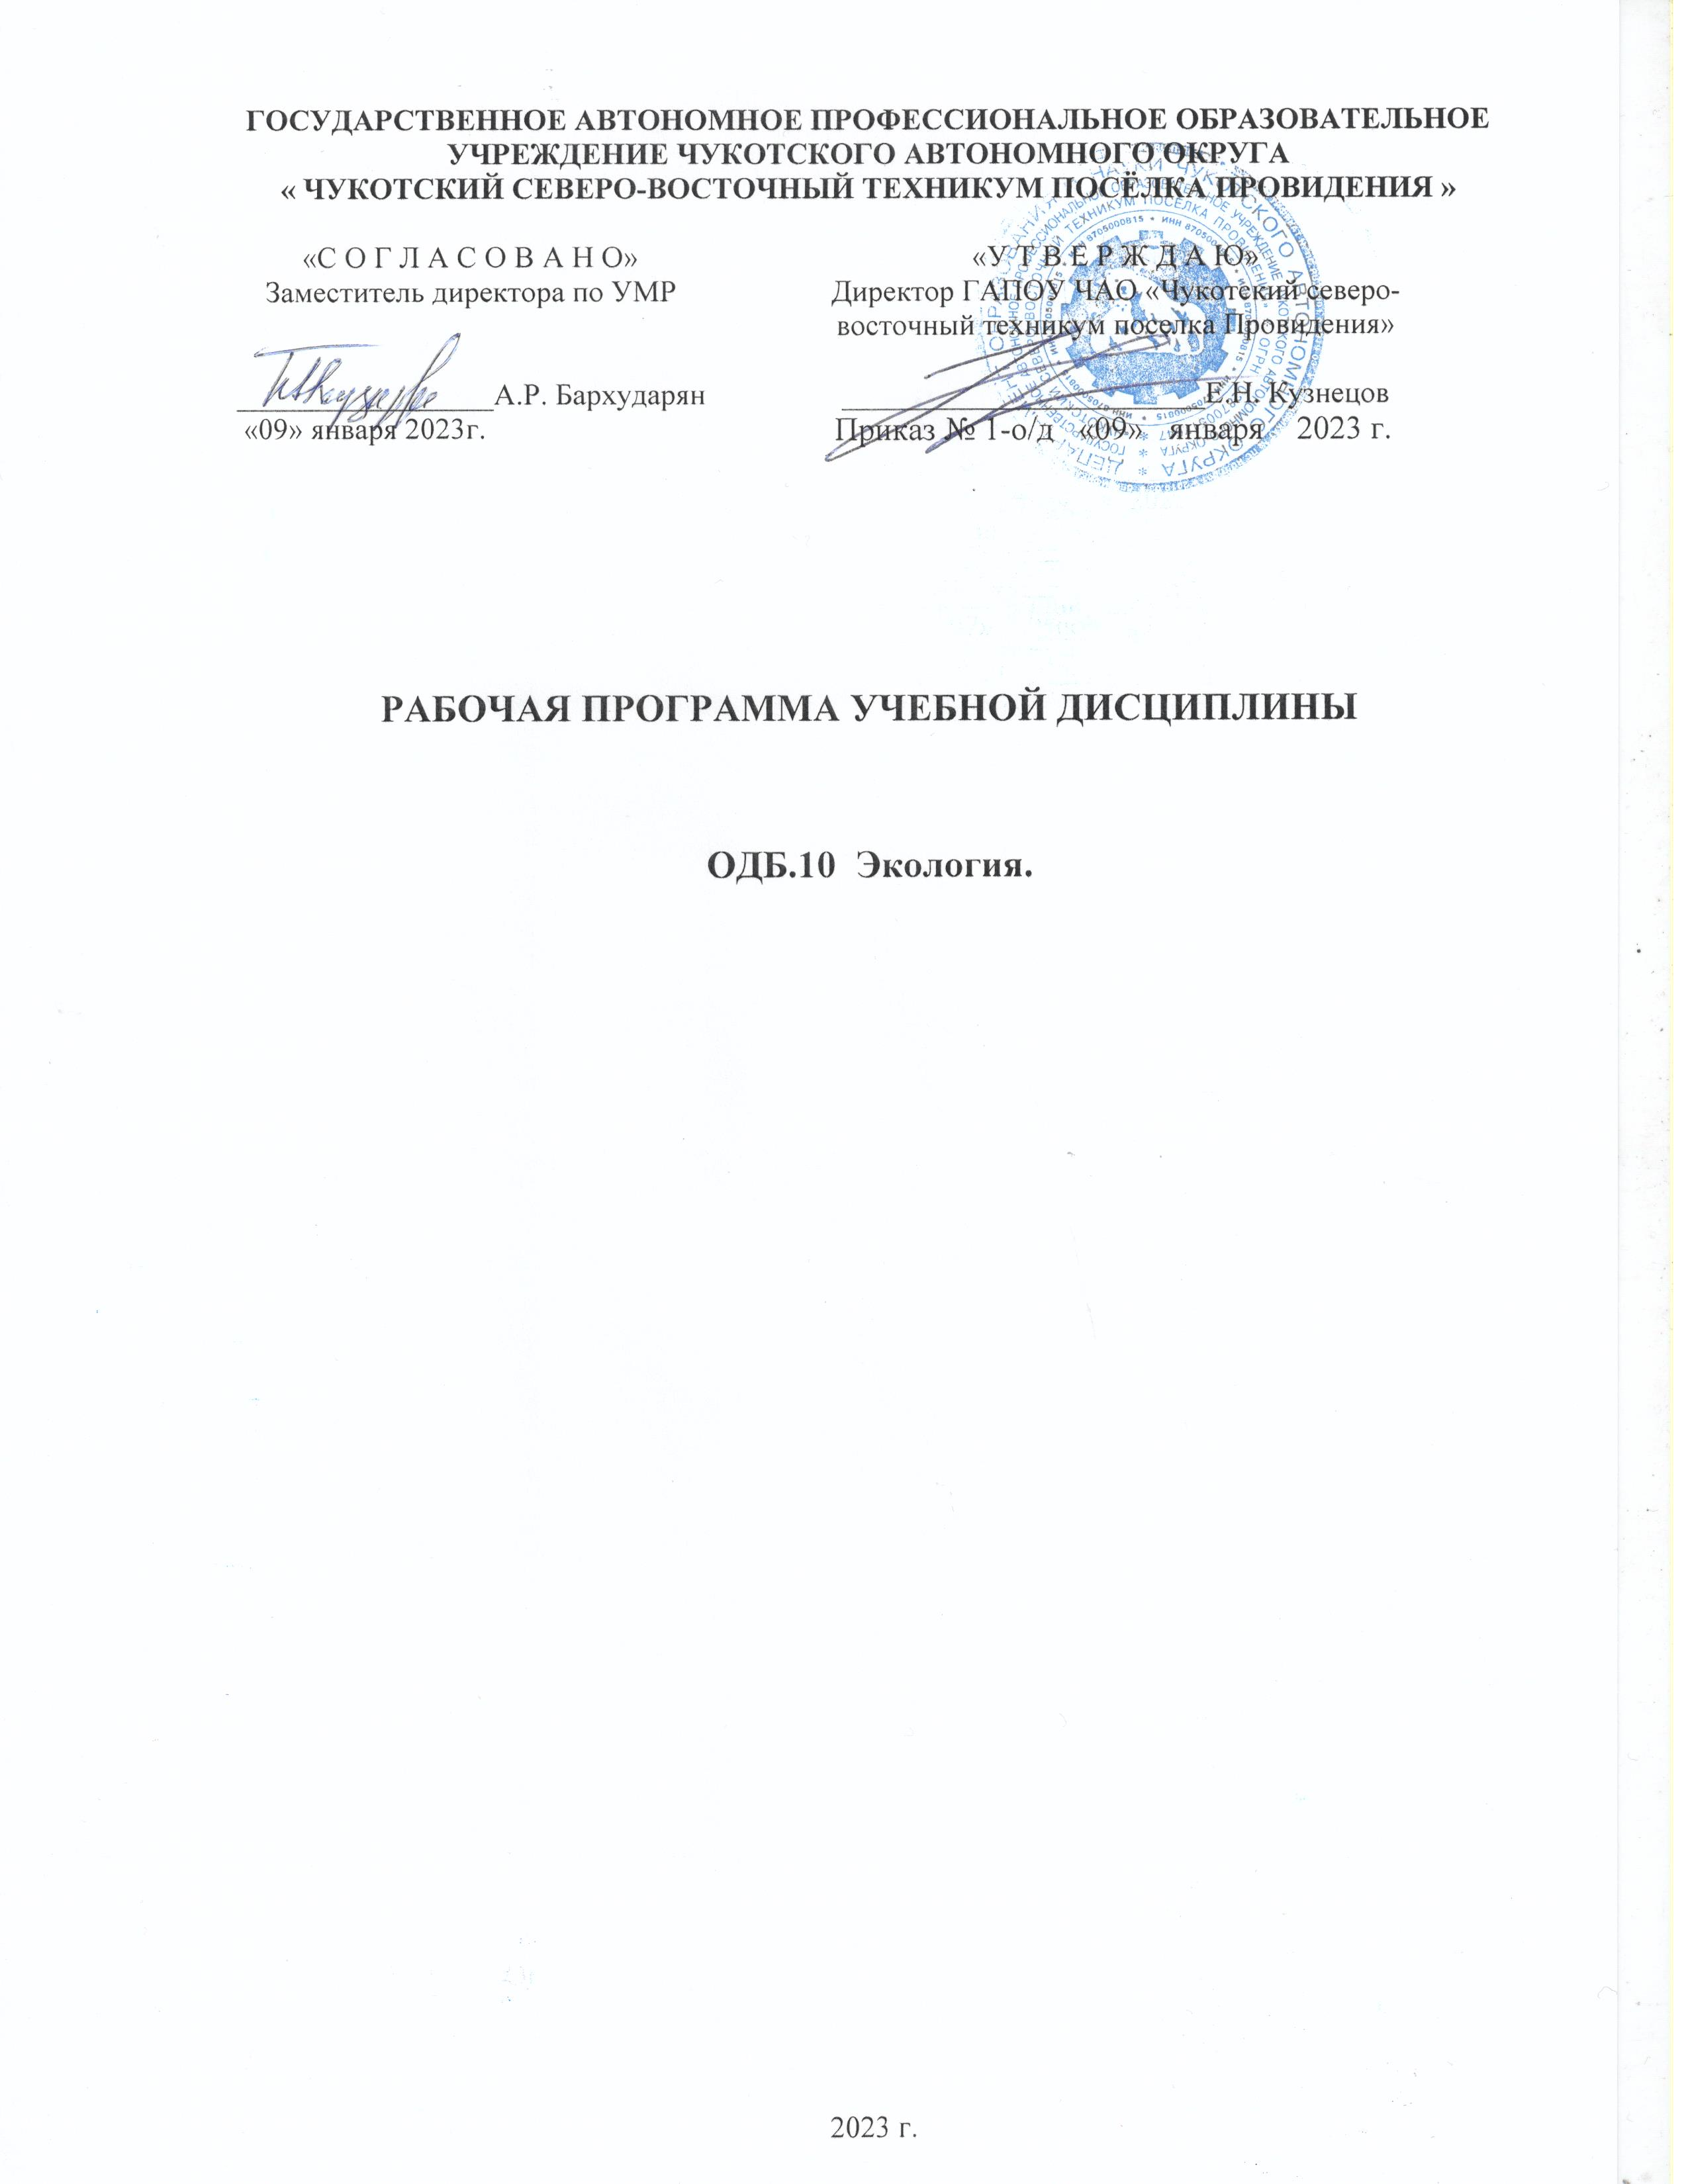 ГОСУДАРСТВЕННОЕ АВТОНОМНОЕ ПРОФЕССИОНАЛЬНОЕ ОБРАЗОВАТЕЛЬНОЕ
УЧРЕЖДЕНИЕ ЧУКОТСКОГО АВТОНОМНОГО ОКРУГА
« ЧУКОТСКИЙ СЕВЕРО-ВОСТОЧНЫЙ ТЕХНИКУМ ПОСЁЛКА ПРОВИДЕНИЯ »
«С О Г Л А С О В А Н О»
Заместитель директора по УМР
А.Р. Бархударян
«09» января 2023г.
«У Т В Е Р Ж Д А Ю»
Директор ГАПОУ ЧАО «Чукотский северо-
восточный техникум поселка Провидения»
Е.Н. Кузнецов
Приказ № 1-о/д «09» января 2023 г.
РАБОЧАЯ ПРОГРАММА УЧЕБНОЙ ДИСЦИПЛИНЫ
ОДБ.10 Экология.
2023 г.